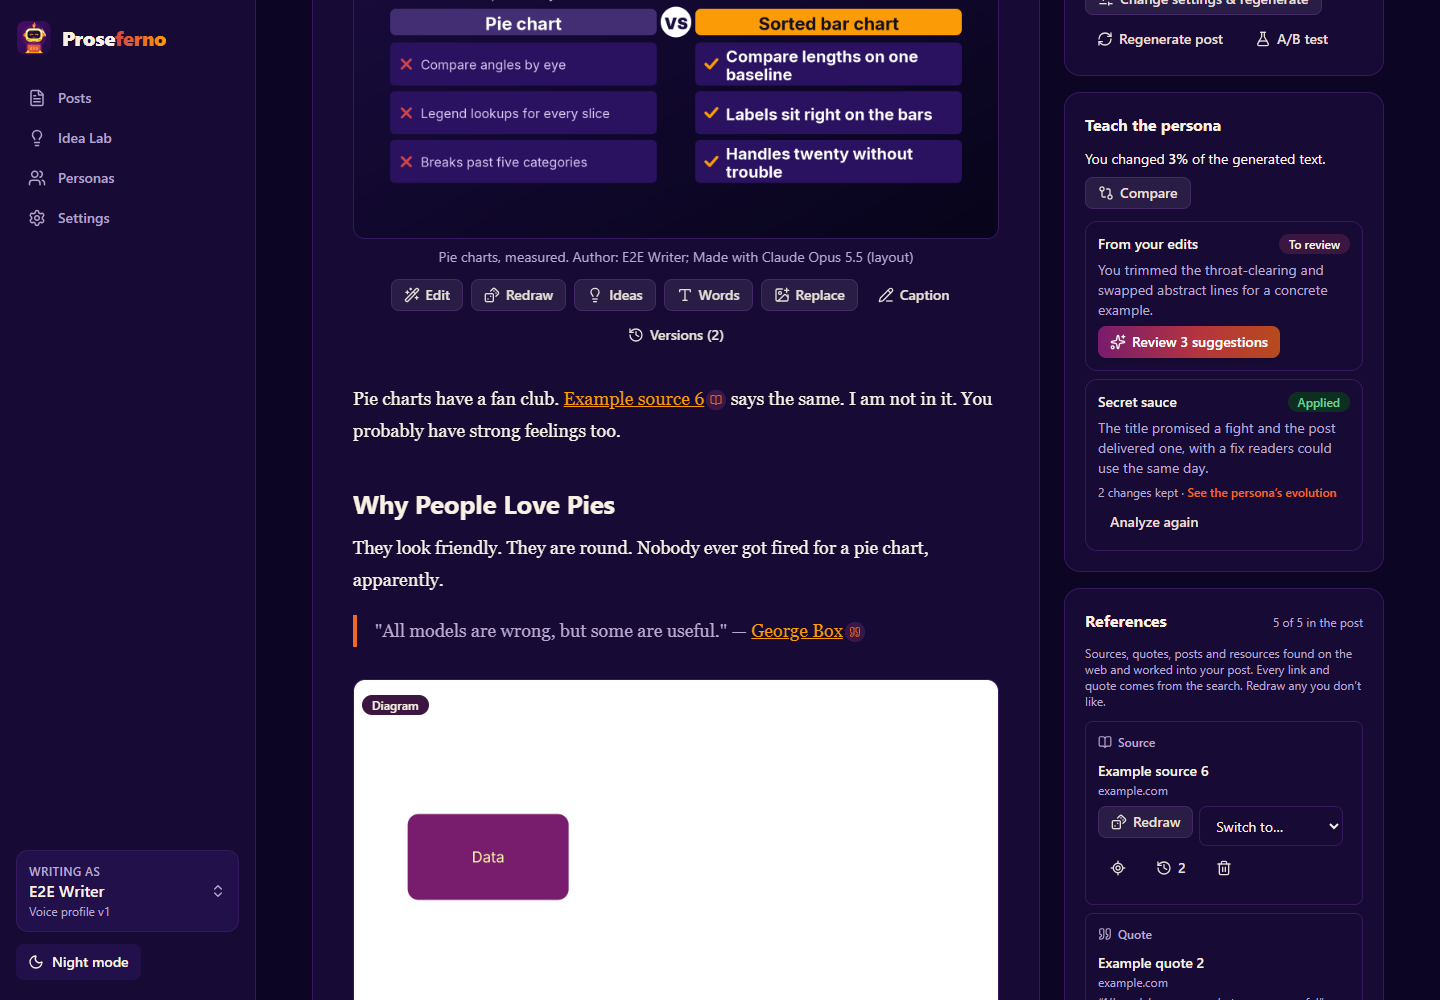 Proseferno
Posts
Idea Lab
Personas
Settings
WRITING AS
E2E Writer
Voice profile v1
Night mode
Pie chart
VS
Sorted bar chart
Compare angles by eye
Compare lengths on one
baseline
Legend lookups for every slice
Labels sit right on the bars
Breaks past five categories
Handles twenty without
trouble
Pie charts, measured. Author: E2E Writer; Made with Claude Opus 5.5 (layout)
Edit
Redraw
Ideas
Words
Replace
Caption
Versions (2)
Pie charts have a fan club. Example source 6 says the same. I am not in it. You
probably have strong feelings too.
Why People Love Pies
They look friendly. They are round. Nobody ever got fired for a pie chart,
apparently.
"All models are wrong, but some are useful." — George Box
Diagram
Data
Change settings & regenerate
Regenerate post
A/B test
Teach the persona
You changed 3% of the generated text.
Compare
From your edits
To review
You trimmed the throat-clearing and
swapped abstract lines for a concrete
example.
Review 3 suggestions
Secret sauce
Applied
The title promised a fight and the post
delivered one, with a fix readers could
use the same day.
2 changes kept · See the persona's evolution
Analyze again
References
5 of 5 in the post
Sources, quotes, posts and resources found on the
web and worked into your post. Every link and
quote comes from the search. Redraw any you don't
like.
Source
Example source 6
example.com
Redraw
Switch to...
2
Quote
Example quote 2
example.com